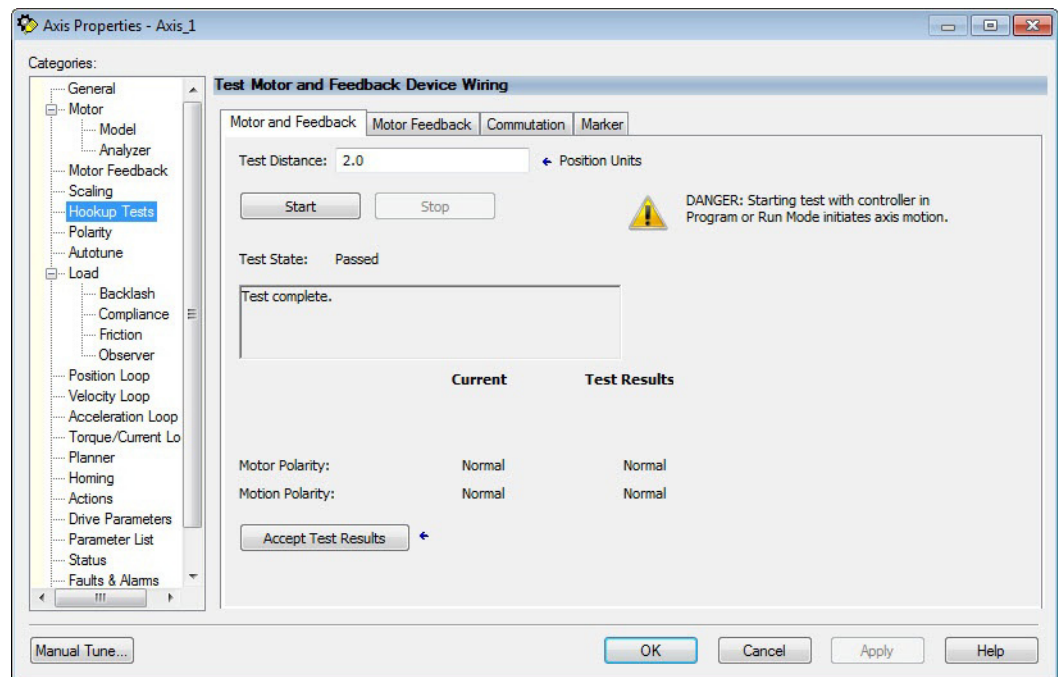 Axis Properties - Axis_1
Categories:
General
Motor
Model
Analyzer
Motor Feedback
Scaling
Hookup Tests
Polarity
Autotune
Load
Backlash
Compliance
Friction
Observer
Position Loop
Velocity Loop
Acceleration Loop
Torque/Current Lo
Planner
Homing
Actions
Drive Parameters
Parameter List
Status
Faults & Alarms
Test Motor and Feedback Device Wiring
Motor and Feedback Motor Feedback Commutation Marker
Test Distance: 2.0 Position Units
Start Stop
DANGER: Starting test with controller in
Program or Run Mode initiates axis motion.
Test State: Passed
Test complete.
Current Test Results
Motor Polarity: Normal Normal
Motion Polarity: Normal Normal
Accept Test Results
Manual Tune... OK Cancel Apply Help